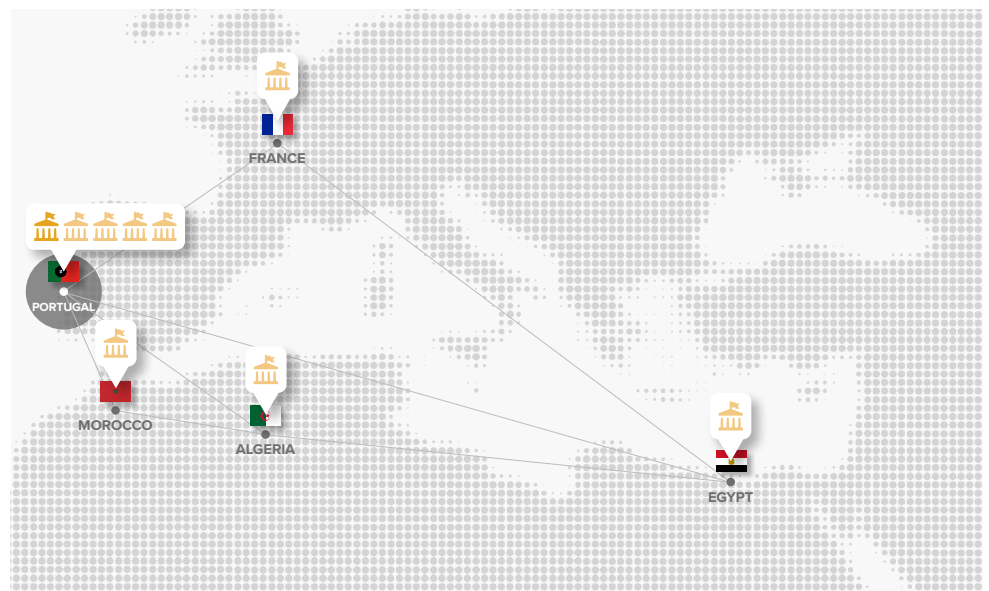 FRANCE
PORTUGAL
MOROCCO
ALGERIA
EGYPT